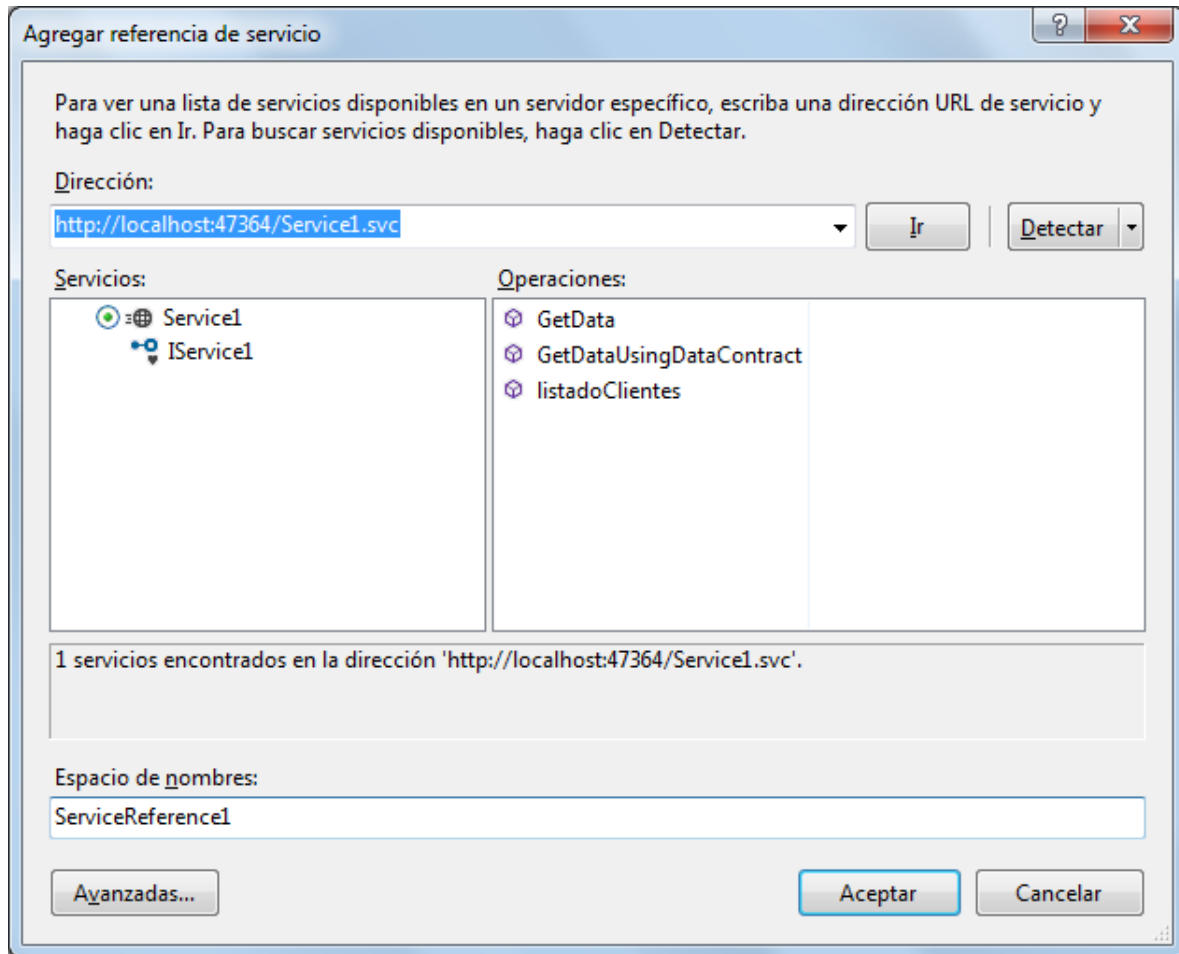 Agregar referencia de servicio
Para ver una lista de servicios disponibles en un servidor específico, escriba una dirección URL de servicio y
haga clic en Ir. Para buscar servicios disponibles, haga clic en Detectar.
Dirección:
http://localhost:47364/Service1.svc
Ir
Detectar
Servicios:
Operaciones:
Service1
IService1
GetData
GetDataUsingDataContract
listadoClientes
1 servicios encontrados en la dirección 'http://localhost:47364/Service1.svc'.
Espacio de nombres:
ServiceReference1
Avanzadas...
Aceptar
Cancelar